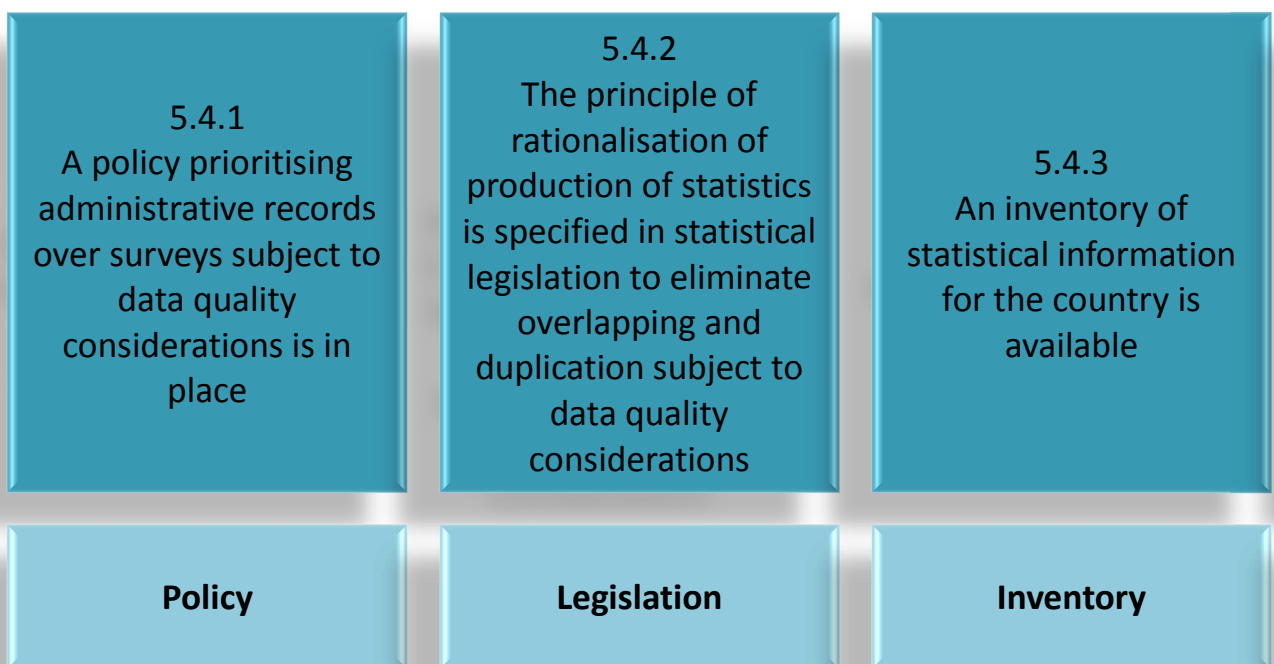 5.4.1
A policy prioritising
administrative records
over surveys subject to
data quality
considerations is in
place
5.4.2
The principle of
rationalisation of
production of statistics
is specified in statistical
legislation to eliminate
overlapping and
duplication subject to
data quality
considerations
5.4.3
An inventory of
statistical information
for the country is
available
Policy
Legislation
Inventory